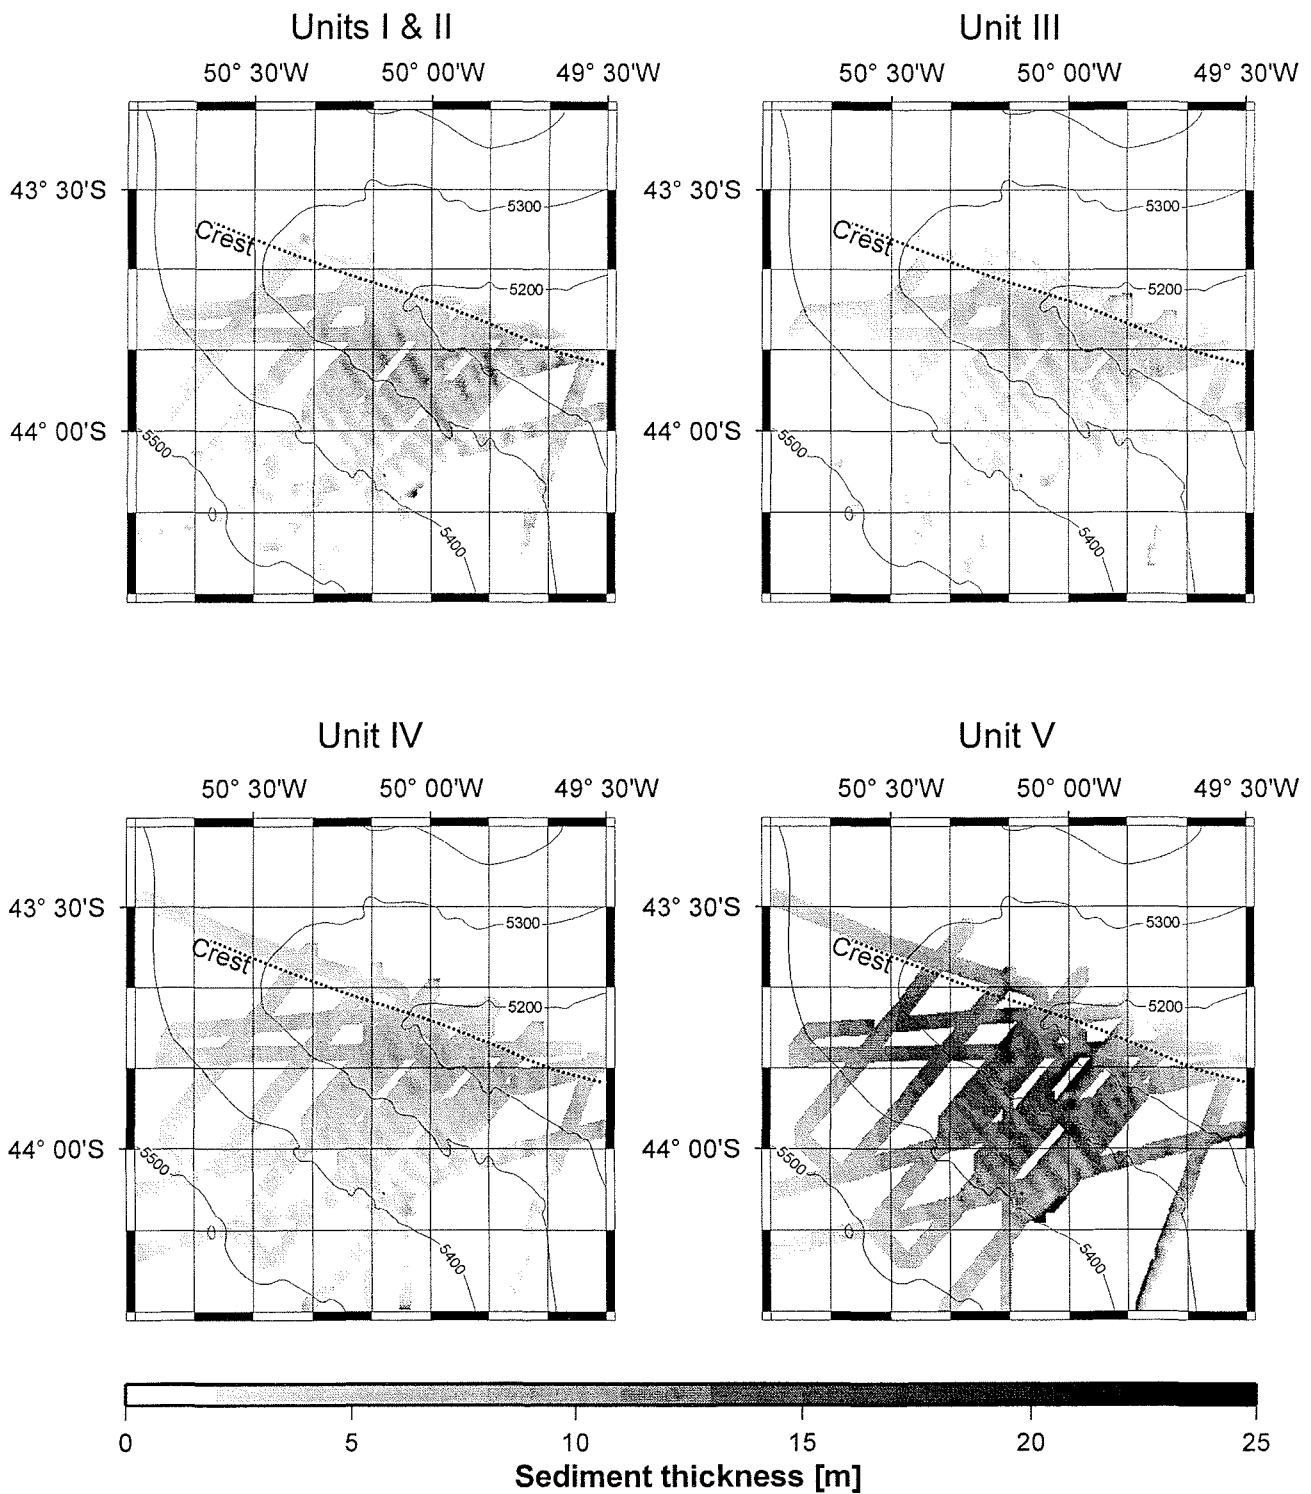 Units I & II
Unit III
50° 30'W 50° 00'W 49° 30'W
50° 30'W 50° 00'W 49° 30'W
43° 30'S
43° 30'S
44° 00'S
44° 00'S
Crest
5300
5200
5500
5400
Crest
5300
5200
5500
5400
Unit IV
Unit V
50° 30'W 50° 00'W 49° 30'W
50° 30'W 50° 00'W 49° 30'W
43° 30'S
43° 30'S
44° 00'S
44° 00'S
Crest
5300
5200
5500
5400
Crest
5300
5200
5500
5400
0 5 10 15 20 25
Sediment thickness [m]